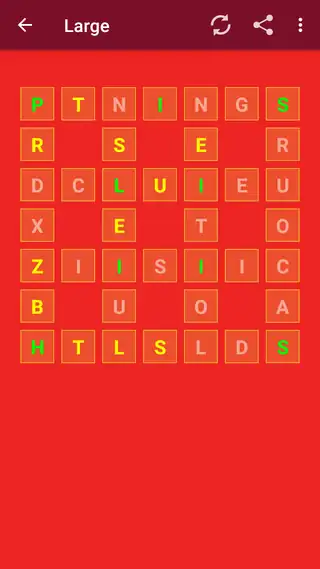 Large
P T N I N G S
R S E R
D C L U I E U
X E T O
Z I I S I I C
B U O A
H T L S L D S